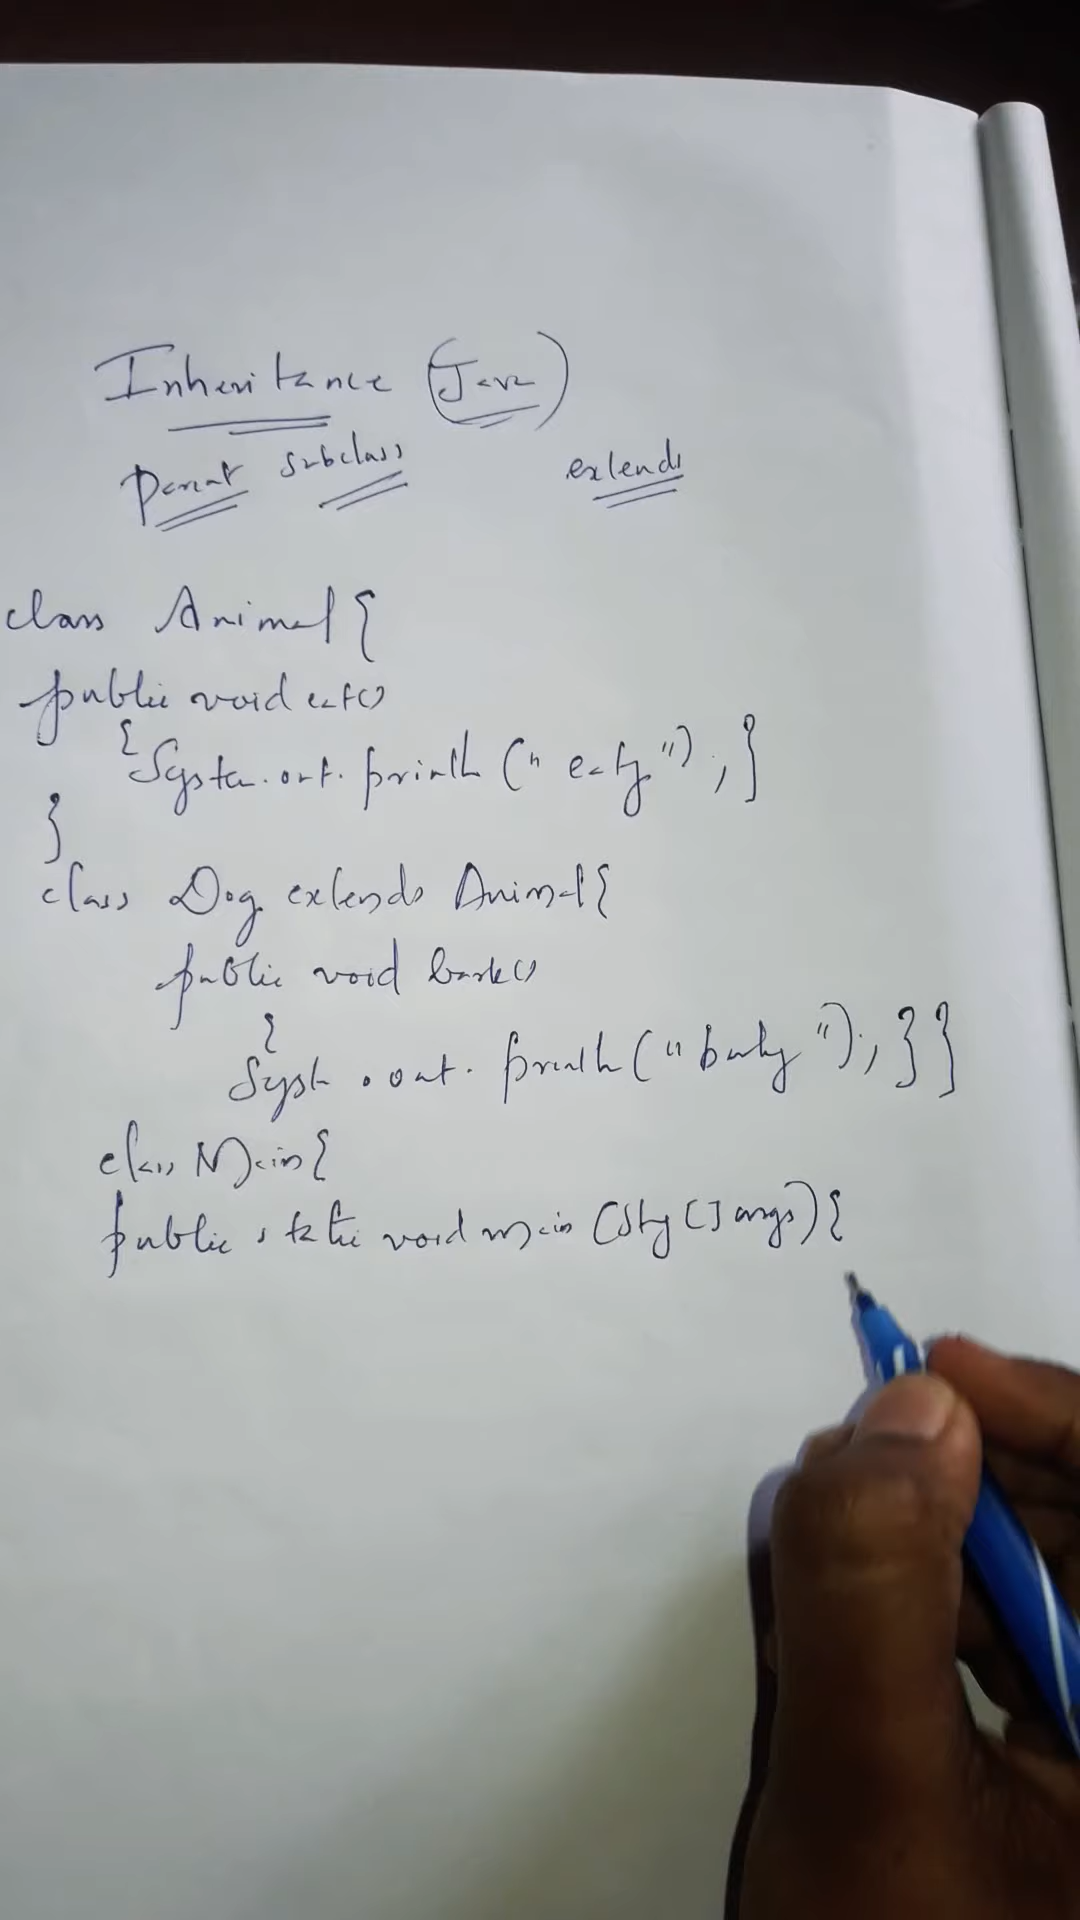 Inheritance (Java)
Parent subclass extends
class Animal {
public void eat()
{System.out.println ("eating");}
}
class Dog extends Animal {
public void bark()
{
System.out.println ("barking");}}
class Main {
public static void main (String [] args) {